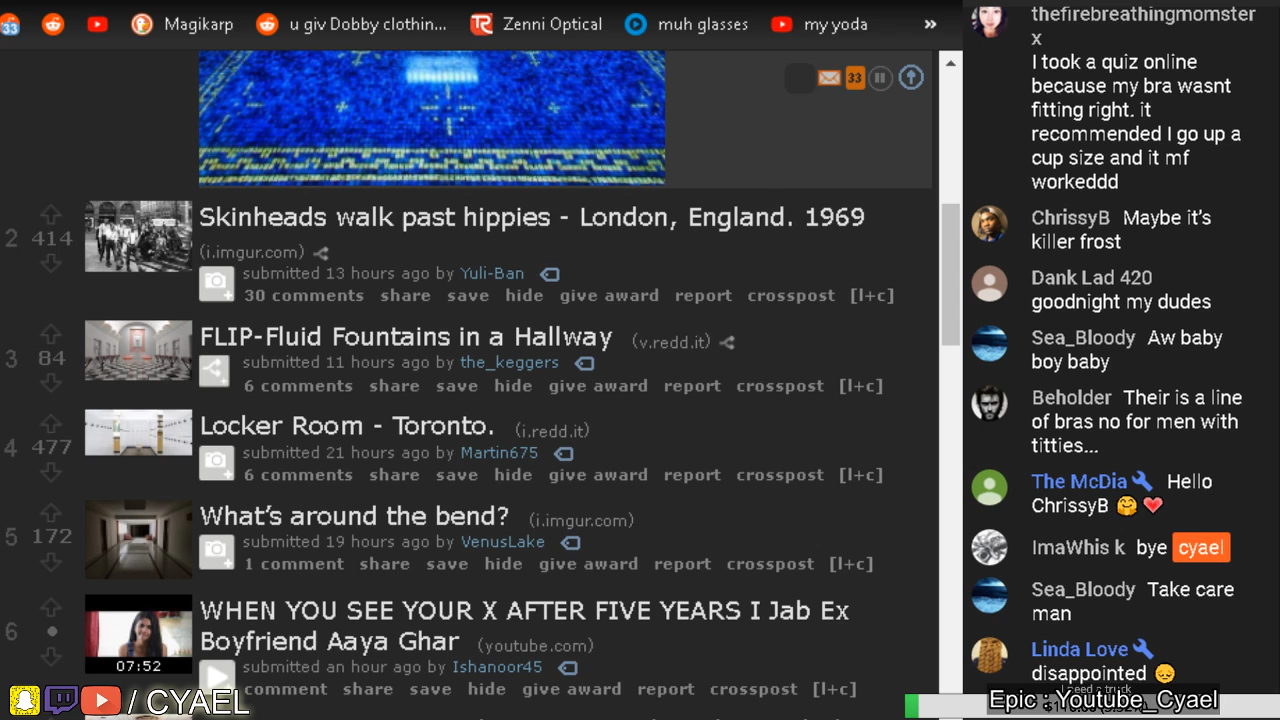 33
Magikarp
u giv Dobby clothin...
Zenni Optical
muh glasses
my yoda
»
33
2
414
Skinheads walk past hippies - London, England. 1969
(i.imgur.com)
submitted 13 hours ago by Yuli-Ban
30 comments share save hide give award report crosspost [l+c]
3
84
FLIP-Fluid Fountains in a Hallway (v.redd.it)
submitted 11 hours ago by the_keggers
6 comments share save hide give award report crosspost [l+c]
4
477
Locker Room - Toronto. (i.redd.it)
submitted 21 hours ago by Martin675
6 comments share save hide give award report crosspost [l+c]
5
172
What's around the bend? (i.imgur.com)
submitted 19 hours ago by VenusLake
1 comment share save hide give award report crosspost [l+c]
6
07:52
WHEN YOU SEE YOUR X AFTER FIVE YEARS I Jab Ex
Boyfriend Aaya Ghar (youtube.com)
submitted an hour ago by Ishanoor45
comment share save hide give award report crosspost [l+c]
/ CYAEL
thefirebreathingmomster
x
I took a quiz online
because my bra wasnt
fitting right. it
recommended I go up a
cup size and it mf
workeddd
ChrissyB Maybe it's
killer frost
Dank Lad 420
goodnight my dudes
Sea_Bloody Aw baby
boy baby
Beholder Their is a line
of bras no for men with
titties...
The McDia Hello
ChrissyB 🤗 ❤️
ImaWhis k bye cyael
Sea_Bloody Take care
man
Linda Love
disappointed 😔
I need a truck
Epic : Youtube_Cyael